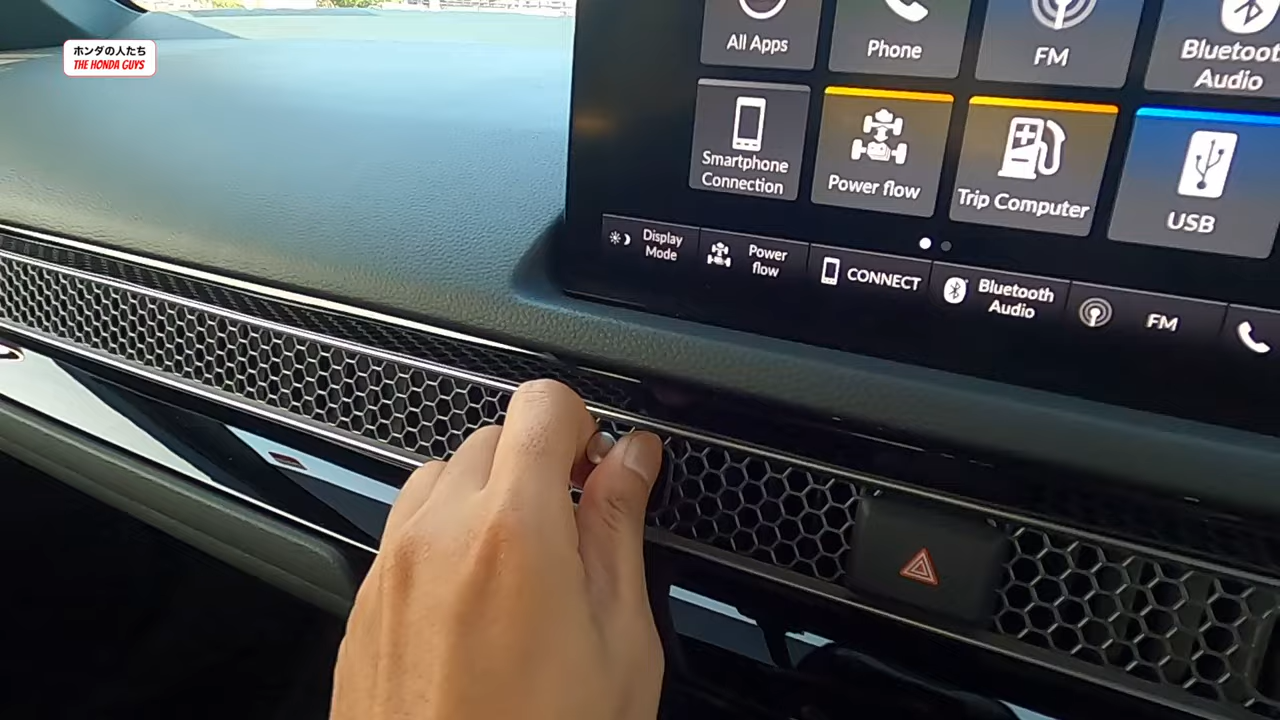 ホンダの人たち
THE HONDA GUYS
All Apps
Phone
FM
Bluetoot
Audio
Smartphone
Connection
Power flow
Trip Computer
USB
Display
Mode
Power
flow
CONNECT
Bluetooth
Audio
FM